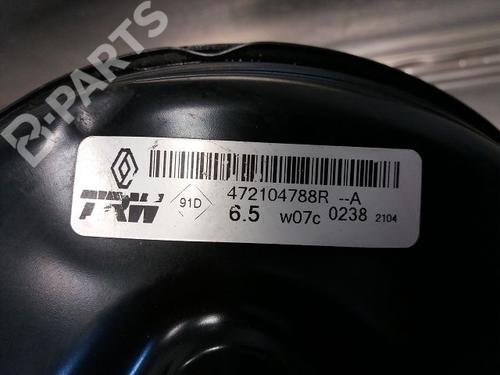 B-PARTS
472104788R --A
TRW 91D 6.5 w07c 0238 2104